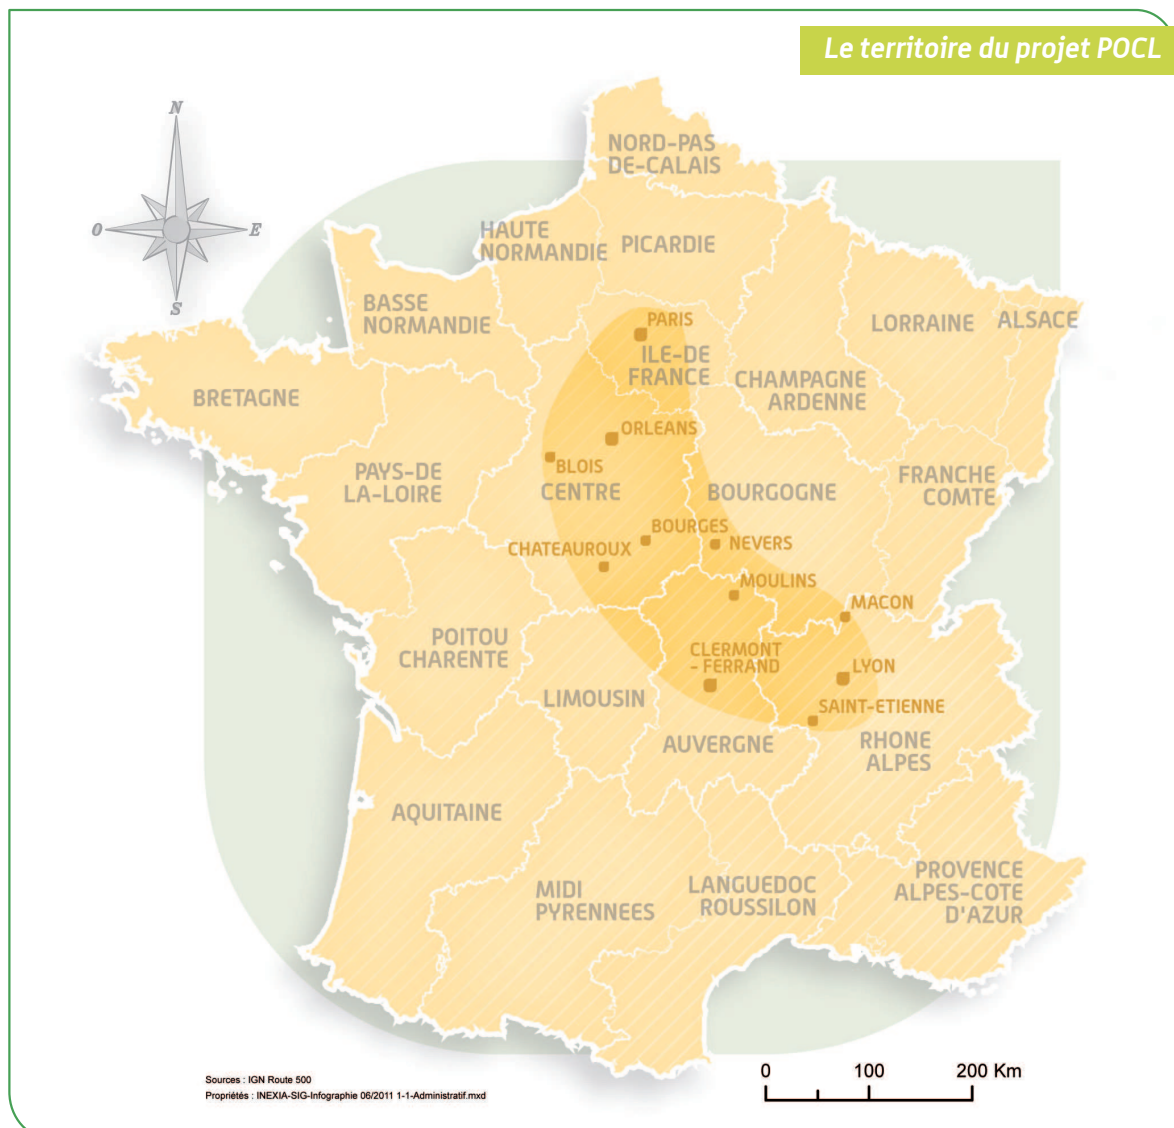 Le territoire du projet POCL
N
NORD-PAS
DE-CALAIS
HAUTE
NORMANDIE
PICARDIE
O
E
S
BASSE
NORMANDIE
PARIS
LORRAINE
ALSACE
ILE-DE
FRANCE
CHAMPAGNE
ARDENNE
BRETAGNE
ORLEANS
PAYS-DE
LA-LOIRE
BLOIS
CENTRE
BOURGOGNE
FRANCHE
COMTE
BOURGES
NEVERS
CHATEAUROUX
MOULINS
MACON
POITOU
CHARENTE
CLERMONT
- FERRAND
LYON
LIMOUSIN
SAINT-ETIENNE
AUVERGNE
RHONE
ALPES
AQUITAINE
MIDI
PYRENNEES
LANGUEDOC
ROUSSILON
PROVENCE
ALPES-COTE
D'AZUR
Sources : IGN Route 500
Propriétés : INEXIA-SIG-Infographie 06/2011 1-1-Administratif.mxd
0 100 200 Km